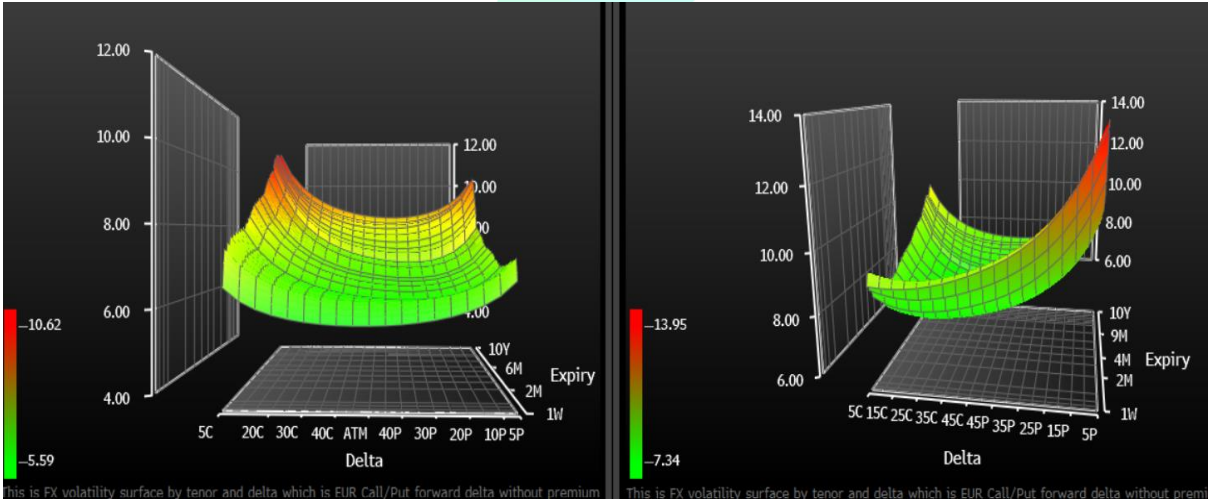 12.00
10.00
8.00
6.00
4.00
12.00
10.00
10Y
6M
2M
1W
Expiry
5C 20C 30C 40C ATM 40P 30P 20P 10P 5P
Delta
10.62
5.59
This is FX volatility surface by tenor and delta which is EUR Call/Put forward delta without premium
14.00
12.00
10.00
8.00
6.00
14.00
12.00
10.00
8.00
6.00
10Y
9M
4M
2M
1W
Expiry
5C 15C 25C 35C 45C 45P 35P 25P 15P 5P
Delta
13.95
7.34
This is FX volatility surface by tenor and delta which is EUR Call/Put forward delta without premi